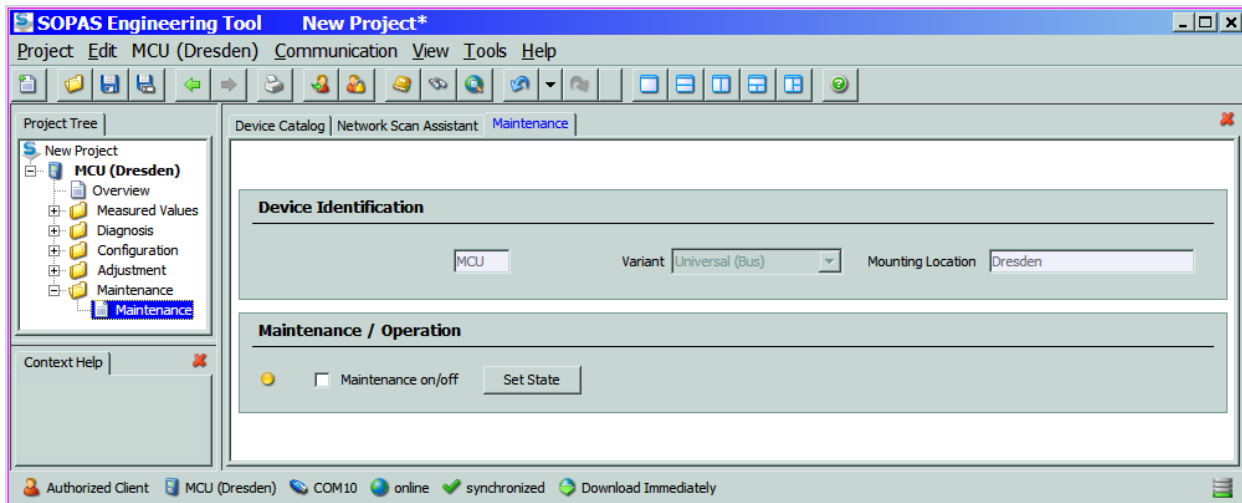 SOPAS Engineering Tool New Project*
Project Edit MCU (Dresden) Communication View Tools Help
Project Tree
New Project
MCU (Dresden)
Overview
Measured Values
Diagnosis
Configuration
Adjustment
Maintenance
Maintenance
Context Help
Device Catalog Network Scan Assistant Maintenance
Device Identification
MCU Variant Universal (Bus) Mounting Location Dresden
Maintenance / Operation
Maintenance on/off Set State
Authorized Client MCU (Dresden) COM10 online synchronized Download Immediately